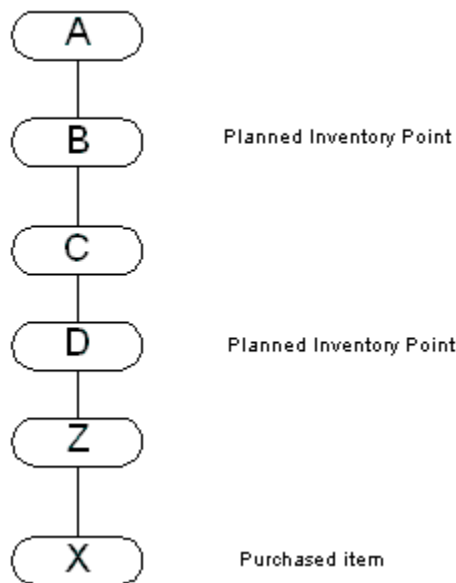 A
B Planned Inventory Point
C
D Planned Inventory Point
Z
X Purchased item